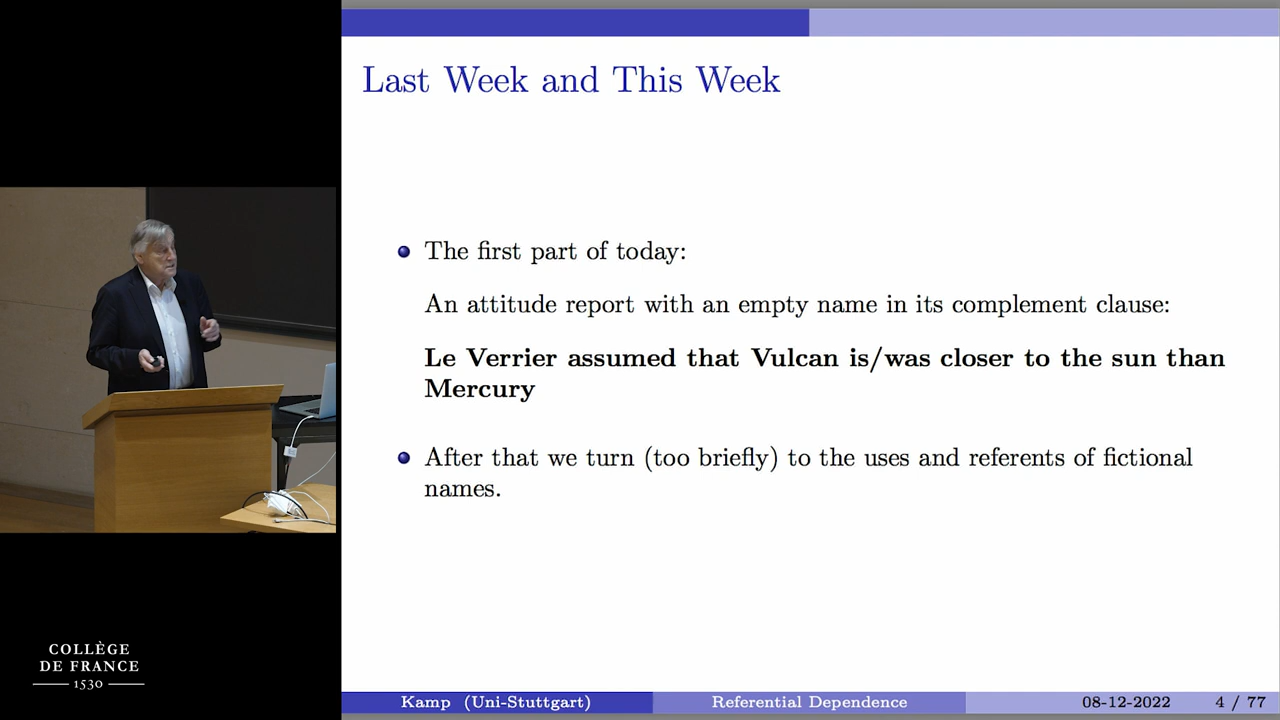 Last Week and This Week
The first part of today:
An attitude report with an empty name in its complement clause:
Le Verrier assumed that Vulcan is/was closer to the sun than
Mercury
After that we turn (too briefly) to the uses and referents of fictional
names.
COLLÈGE
DE FRANCE
1530
Kamp (Uni-Stuttgart) Referential Dependence 08-12-2022 4 / 77